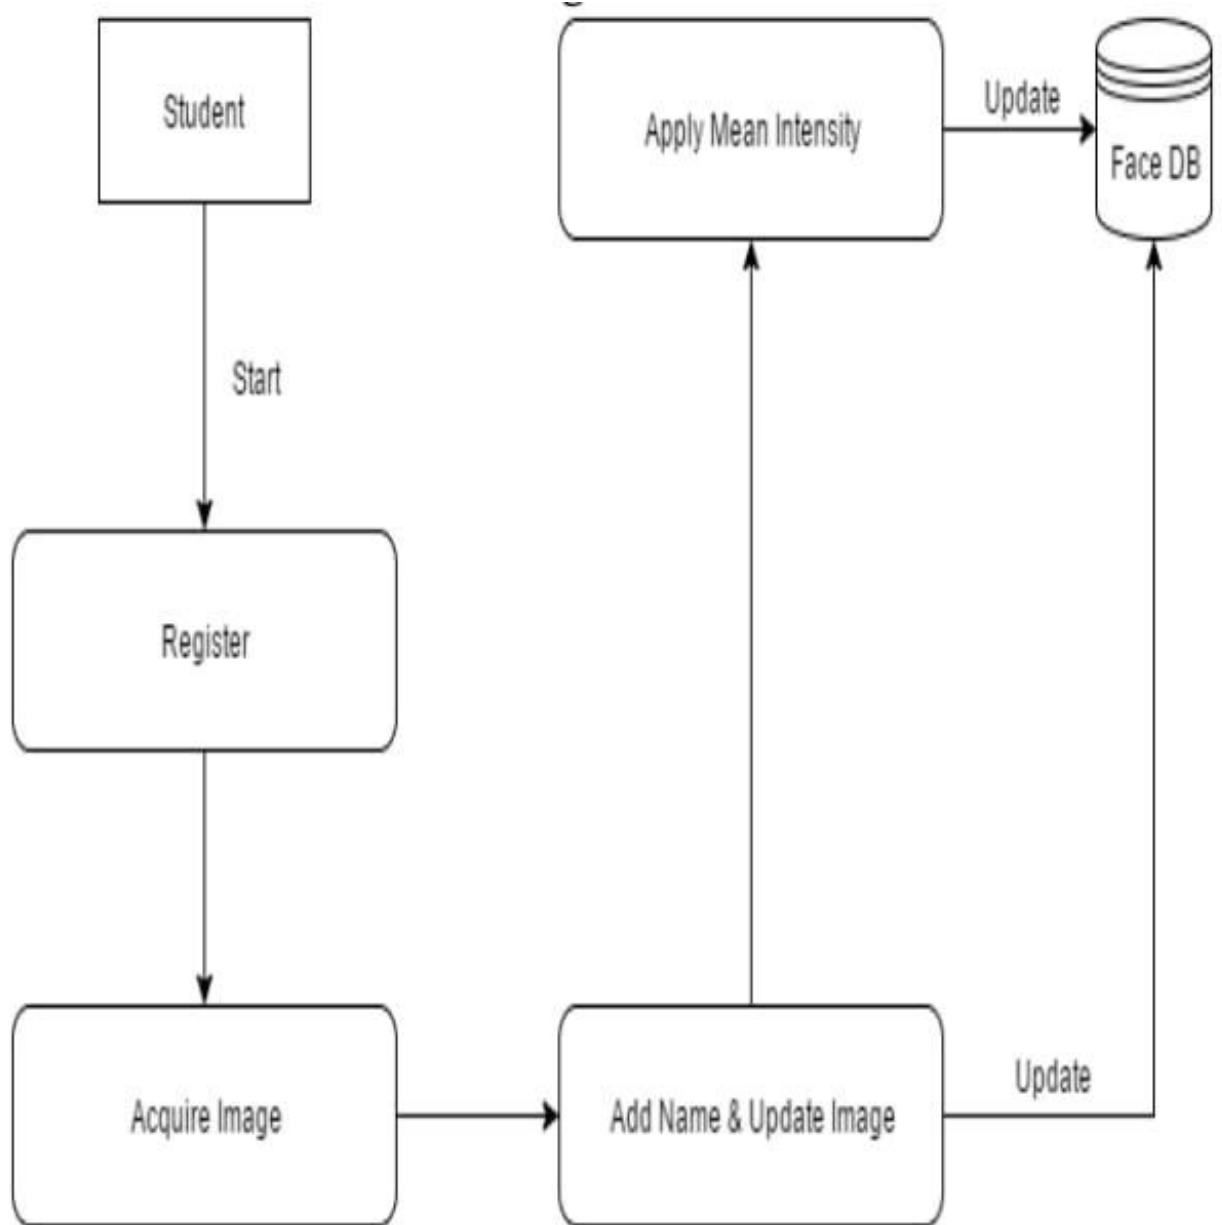 Student
Apply Mean Intensity
Update
Face DB
Start
Register
Acquire Image
Add Name & Update Image
Update